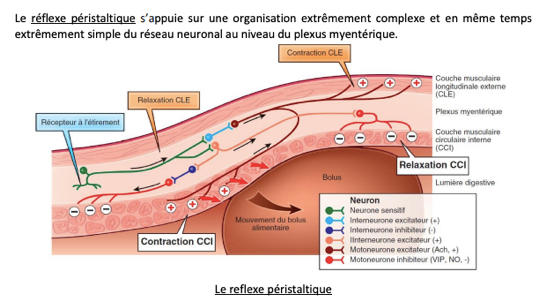 Le réflexe péristaltique s'appuie sur une organisation extrêmement complexe et en même temps
extrêmement simple du réseau neuronal au niveau du plexus myentérique.
Contraction CLE
Couche musculaire
longitudinale externe
(CLE)
Relaxation CLE
Plexus myentérique
Récepteur à l'étirement
Couche musculaire
circulaire interne
(CCI)
Relaxation CCI
Bolus
Lumière digestive
Mouvement du bolus
alimentaire
Contraction CCI
Neuron
Neurone sensitif
Interneurone excitateur (+)
Interneurone inhibiteur (-)
IInterneurone excitateur (+)
Motoneurone excitateur (Ach, +)
Motoneurone inhibiteur (VIP, NO, -)
Le reflexe péristaltique